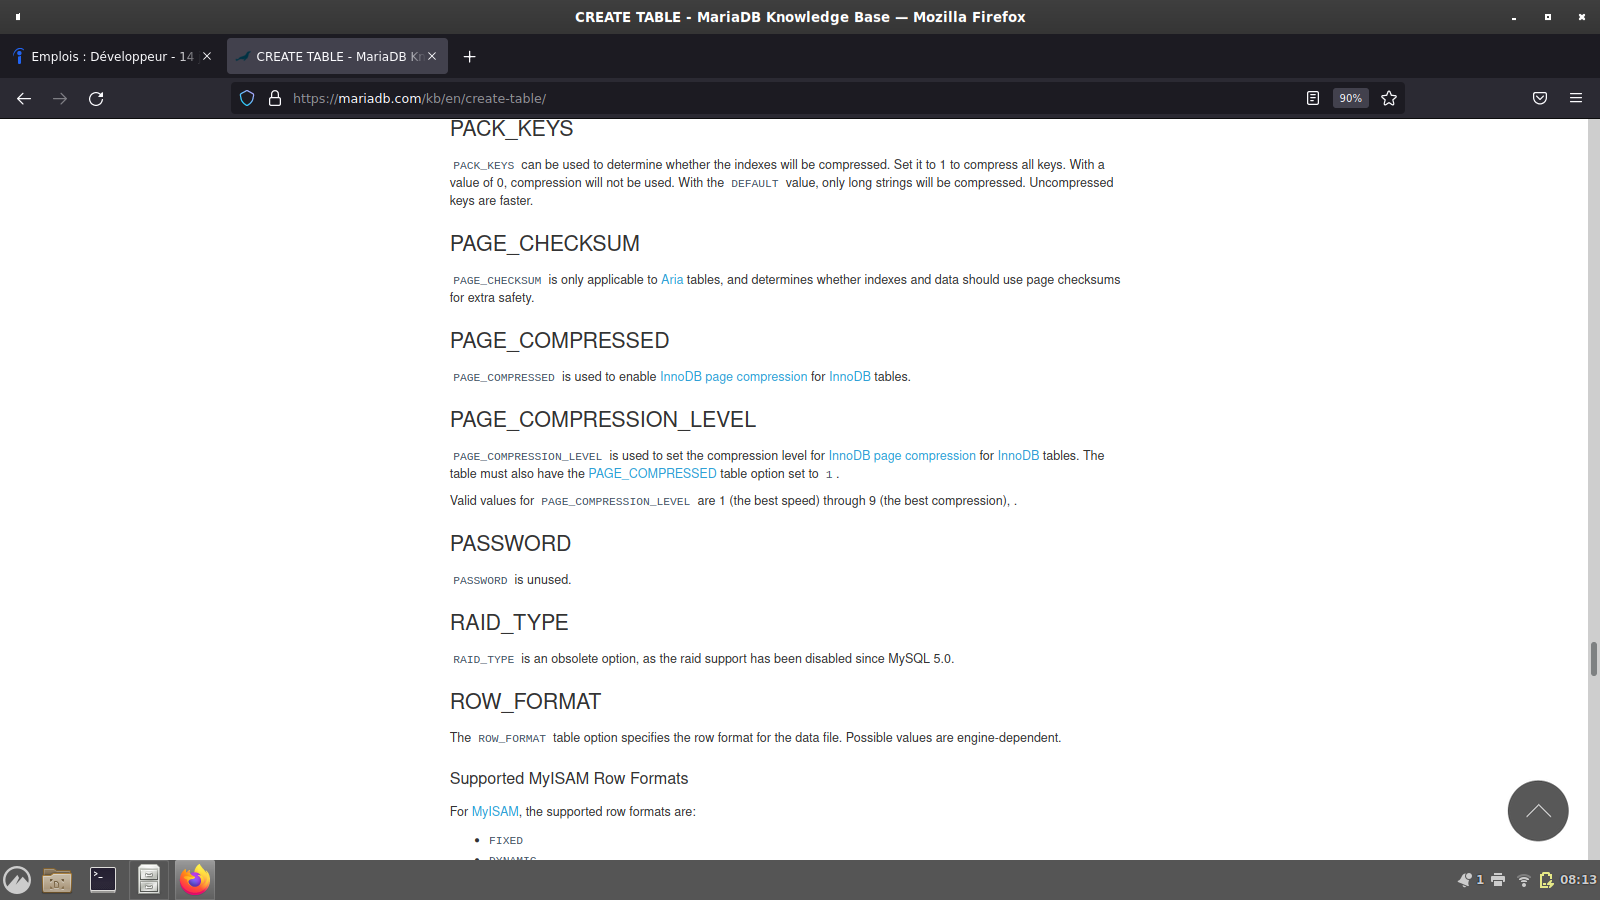 CREATE TABLE - MariaDB Knowledge Base — Mozilla Firefox
Emplois : Développeur - 14
CREATE TABLE - MariaDB Kn
https://mariadb.com/kb/en/create-table/
90%
PACK_KEYS
PACK_KEYS can be used to determine whether the indexes will be compressed. Set it to 1 to compress all keys. With a
value of 0, compression will not be used. With the DEFAULT value, only long strings will be compressed. Uncompressed
keys are faster.
PAGE_CHECKSUM
PAGE_CHECKSUM is only applicable to Aria tables, and determines whether indexes and data should use page checksums
for extra safety.
PAGE_COMPRESSED
PAGE_COMPRESSED is used to enable InnoDB page compression for InnoDB tables.
PAGE_COMPRESSION_LEVEL
PAGE_COMPRESSION_LEVEL is used to set the compression level for InnoDB page compression for InnoDB tables. The
table must also have the PAGE_COMPRESSED table option set to 1 .
Valid values for PAGE_COMPRESSION_LEVEL are 1 (the best speed) through 9 (the best compression), .
PASSWORD
PASSWORD is unused.
RAID_TYPE
RAID_TYPE is an obsolete option, as the raid support has been disabled since MySQL 5.0.
ROW_FORMAT
The ROW_FORMAT table option specifies the row format for the data file. Possible values are engine-dependent.
Supported MyISAM Row Formats
For MyISAM, the supported row formats are:
• FIXED
• DYNAMIC
1
08:13